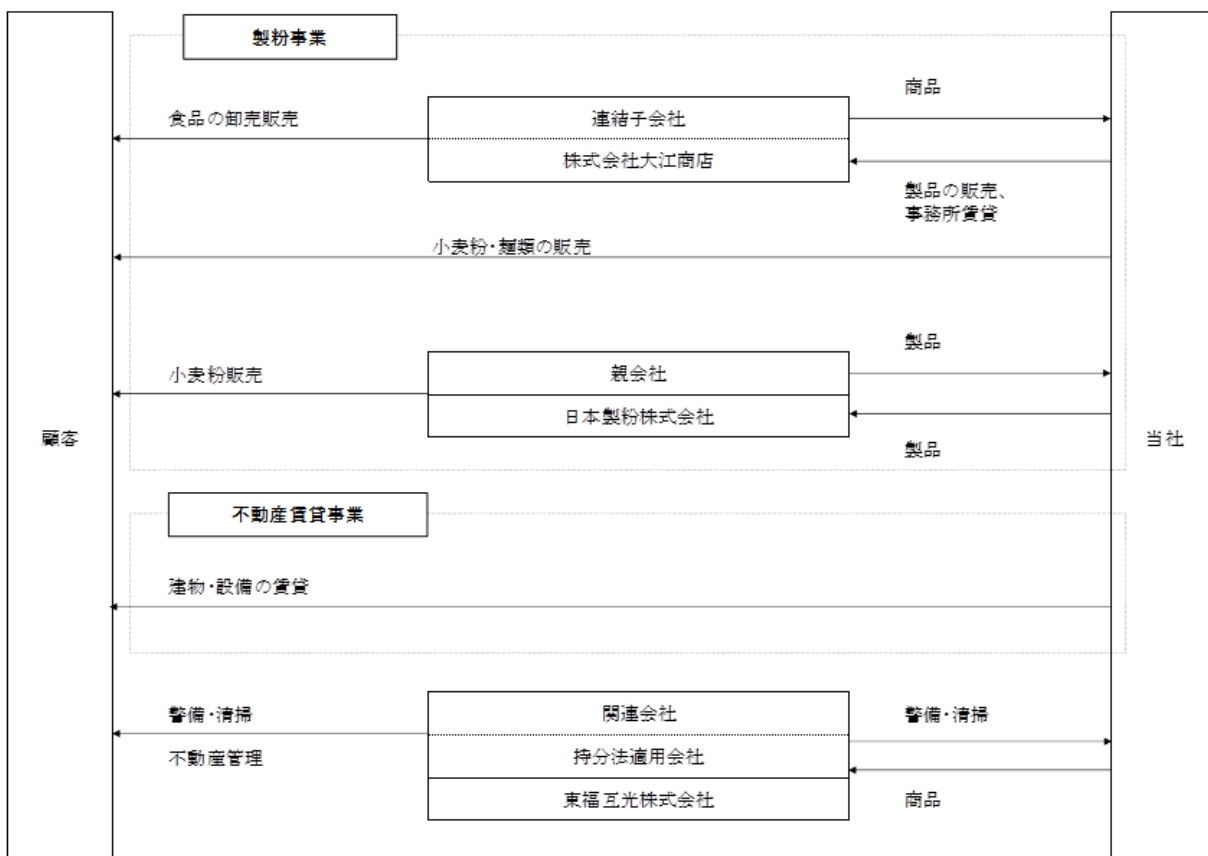 製粉事業
商品
食品の卸売販売
連結子会社
株式会社大江商店
製品の販売、
事務所賃貸
小麦粉・麺類の販売
製品
小麦粉販売
親会社
日本製粉株式会社
製品
顧客
当社
不動産賃貸事業
建物・設備の賃貸
警備・清掃
不動産管理
関連会社
持分法適用会社
東福互光株式会社
警備・清掃
商品